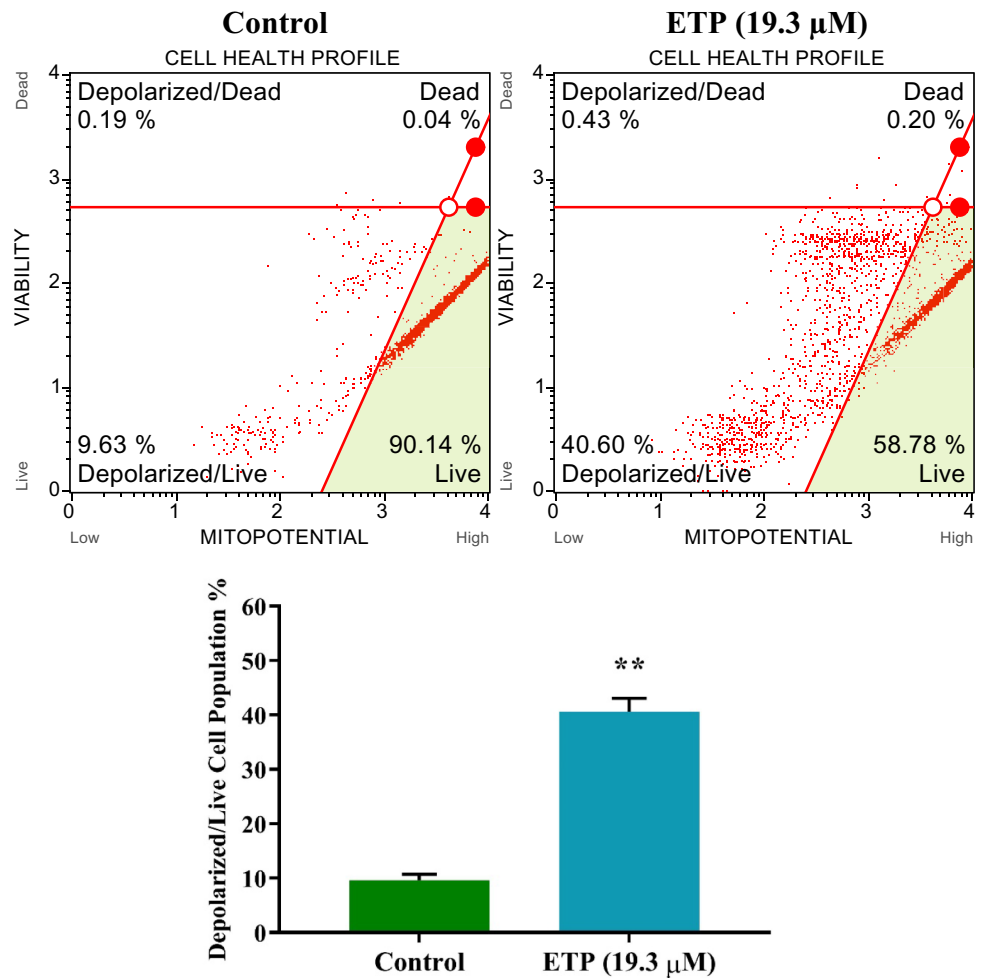 Control
CELL HEALTH PROFILE
4
3
2
1
0
Dead
Live
VIABILITY
Depolarized/Dead
0.19 %
Dead
0.04 %
9.63 %
Depolarized/Live
90.14 %
Live
0 1 2 3 4
Low MITOPOTENTIAL High
ETP (19.3 μM)
CELL HEALTH PROFILE
4
3
2
1
0
Dead
Live
VIABILITY
Depolarized/Dead
0.43 %
Dead
0.20 %
40.60 %
Depolarized/Live
58.78 %
Live
0 1 2 3 4
Low MITOPOTENTIAL High
Depolarized/Live Cell Population %
60
50
40
30
20
10
0
**
Control ETP (19.3 μM)